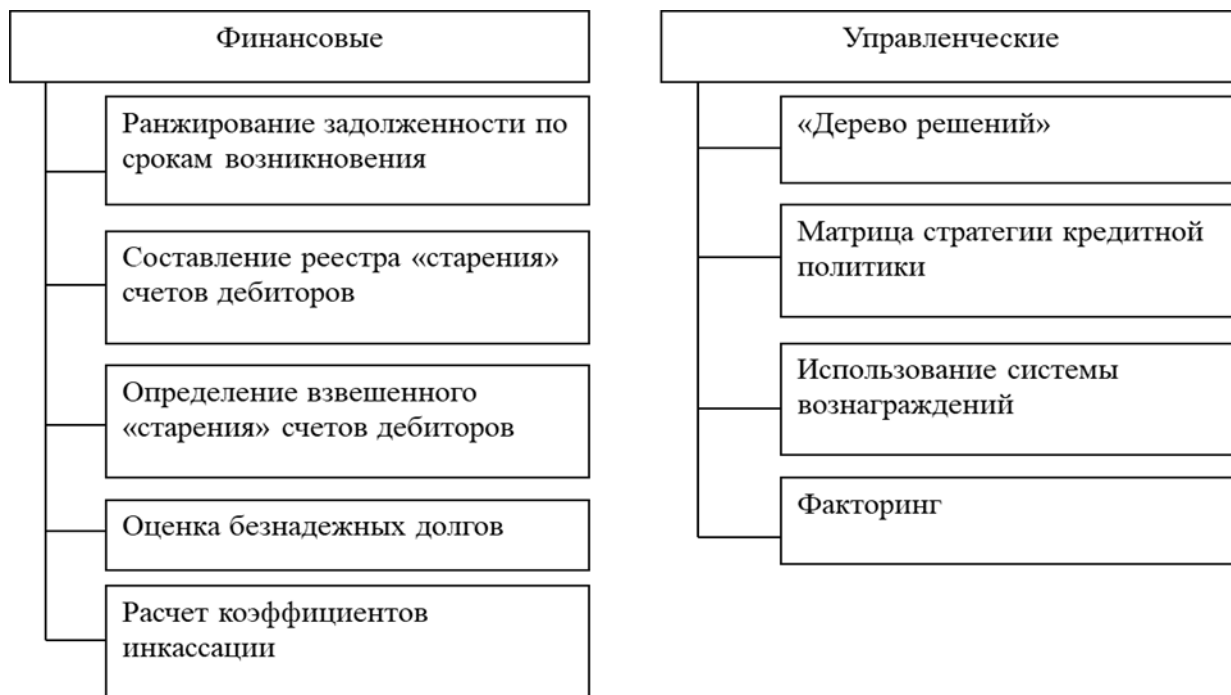 Финансовые
Ранжирование задолженности по
срокам возникновения
Составление реестра «старения»
счетов дебиторов
Определение взвешенного
«старения» счетов дебиторов
Оценка безнадежных долгов
Расчет коэффициентов
инкассации
Управленческие
«Дерево решений»
Матрица стратегии кредитной
политики
Использование системы
вознаграждений
Факторинг